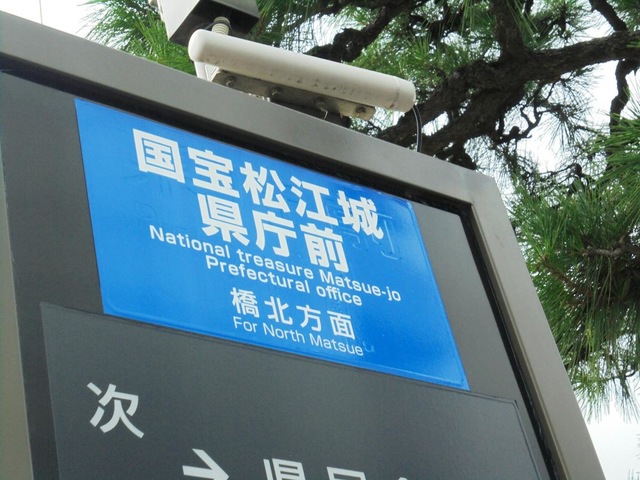 国宝松江城
県庁前
National treasure Matsue-jo
Prefectural office
橋北方面
For North Matsue
次
→ 県